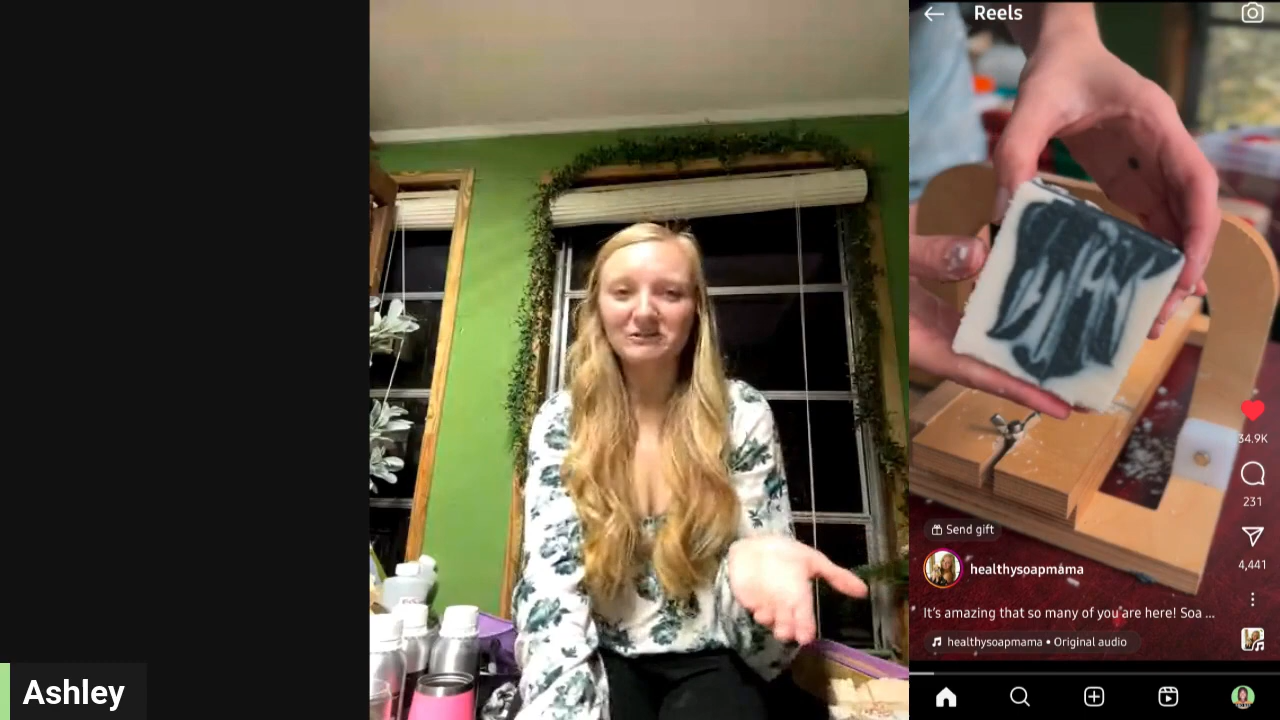 Ashley
Reels
34.9K
231
Send gift
4,441
healthysoapmama
It's amazing that so many of you are here! Soa ...
healthysoapmama • Original audio